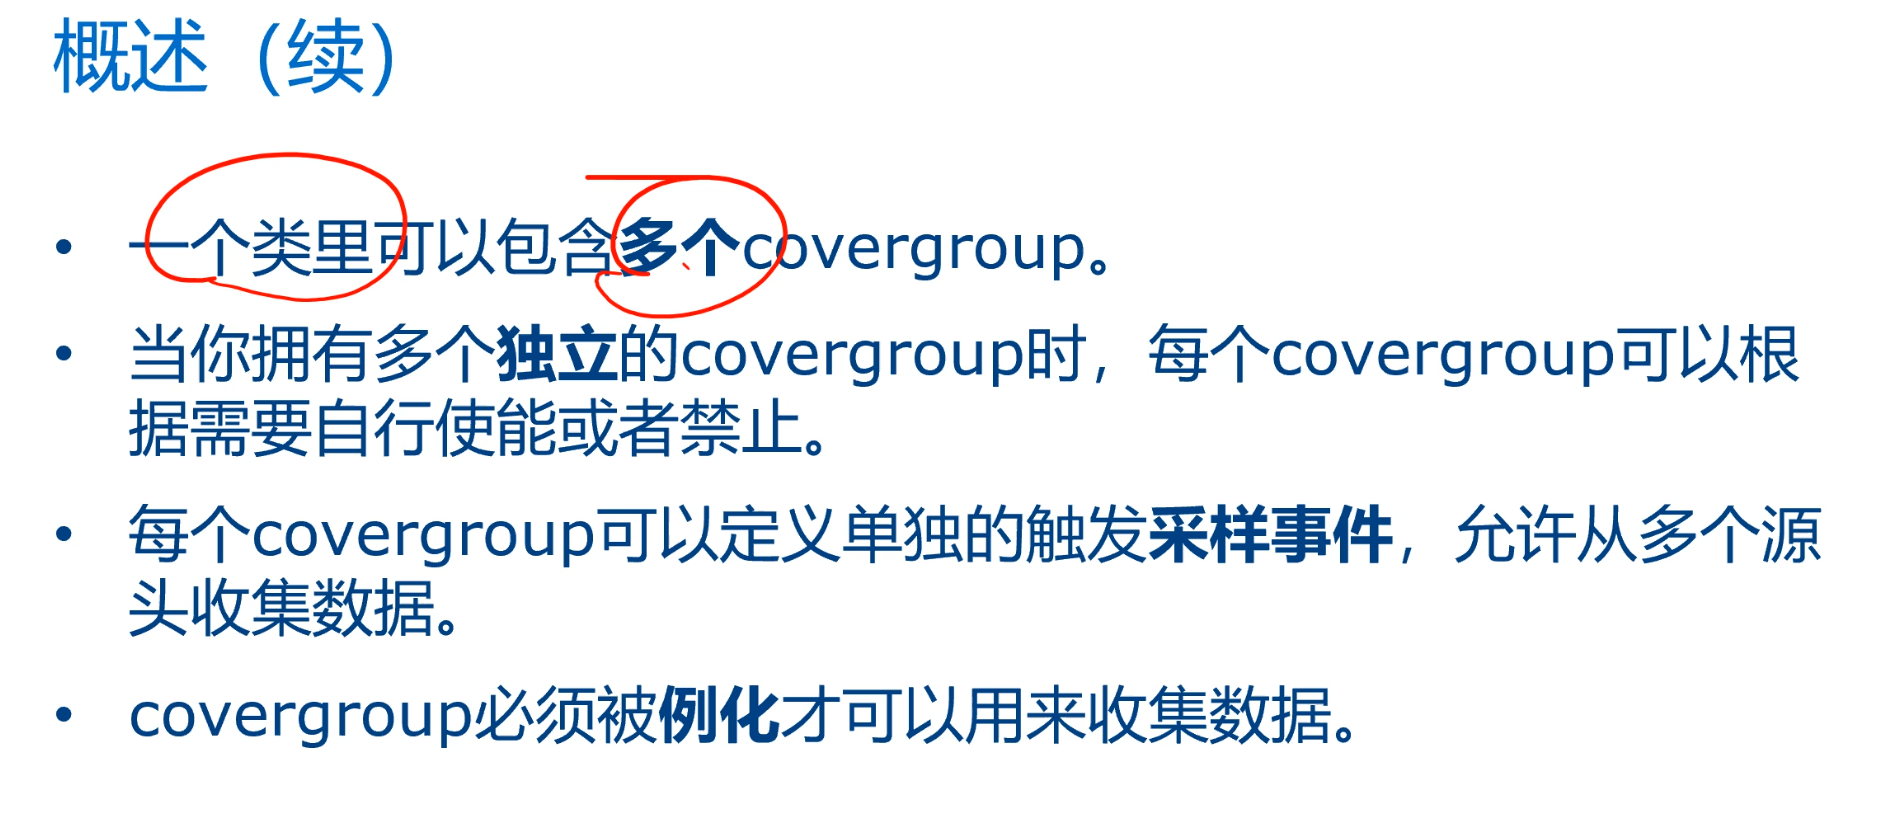 概述（续）
• 一个类里可以包含多个covergroup。
• 当你拥有多个独立的covergroup时，每个covergroup可以根
据需要自行使能或者禁止。
• 每个covergroup可以定义单独的触发采样事件，允许从多个源
头收集数据。
• covergroup必须被例化才可以用来收集数据。